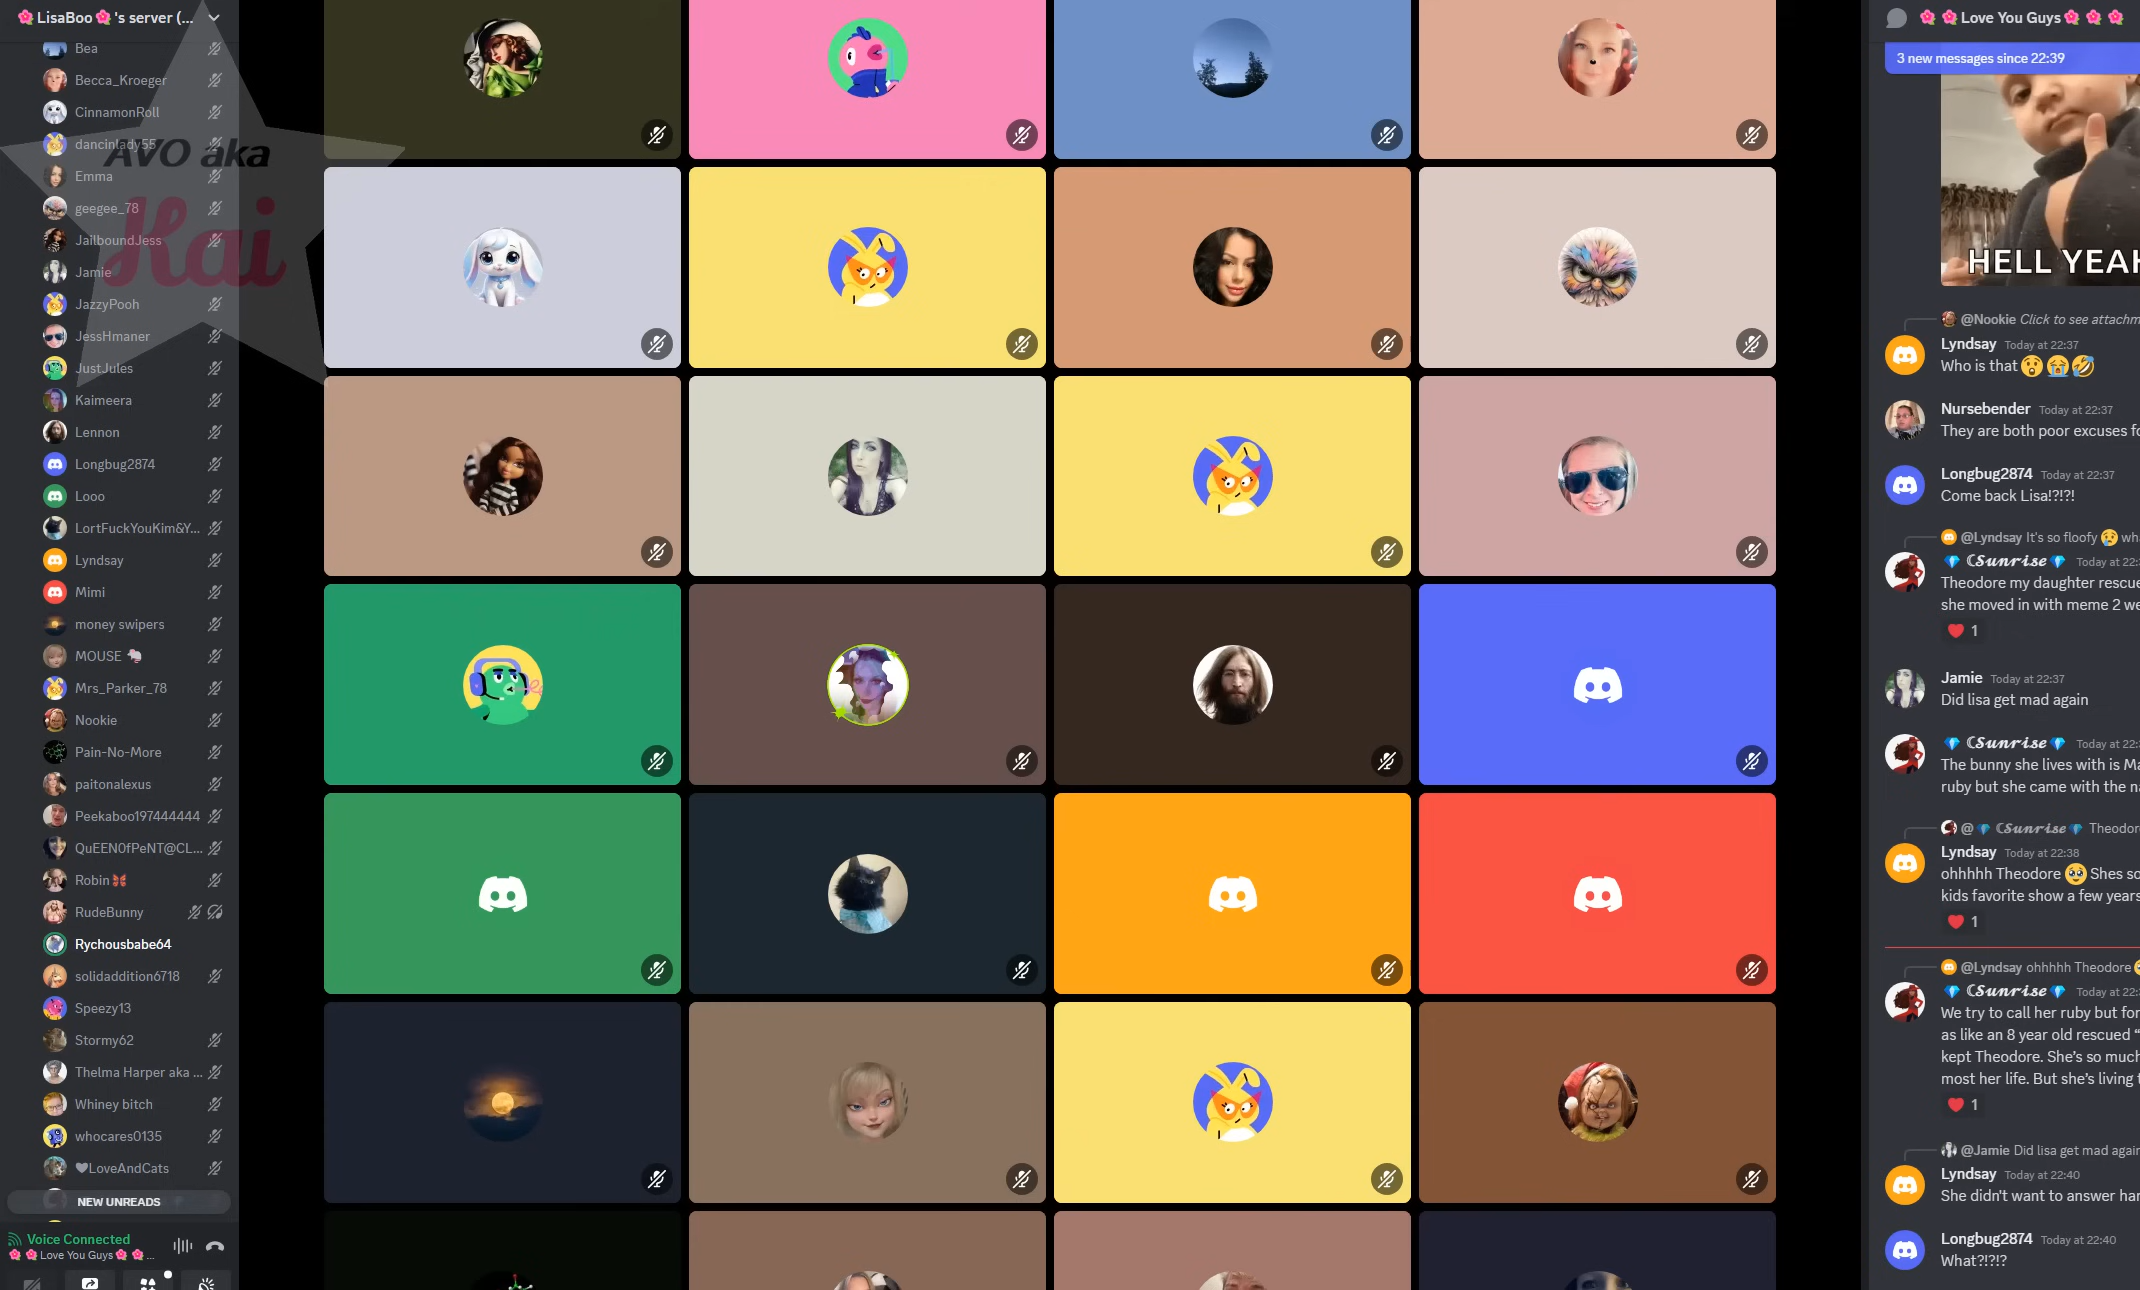 🌺LisaBoo🌺's server (...
Bea
Becca_Kroeger
CinnamonRoll
dancinlady55
AVO aka
Emma
geegee_78
Kai
JailboundJess
Jamie
JazzyPooh
JessHmaner
JustJules
Kaimeera
Lennon
Longbug2874
Looo
LortFuckYouKim&Y...
Lyndsay
Mimi
money swipers
MOUSE 🐁
Mrs_Parker_78
Nookie
Pain-No-More
paitonalexus
Peekaboo197444444
QuEEN0fPeNT@CL...
Robin🦋
RudeBunny
Rychousbabe64
solidaddition6718
Speezy13
Stormy62
Thelma Harper aka ...
Whiney bitch
whocares0135
🖤LoveAndCats
NEW UNREADS
Voice Connected
🌺🌺Love You Guys🌺🌺...
🌺🌺Love You Guys🌺🌺🌺
3 new messages since 22:39
HELL YEAH
@Nookie Click to see attachm
Lyndsay Today at 22:37
Who is that 😲😭🤣
Nursebender Today at 22:37
They are both poor excuses fo
Longbug2874 Today at 22:37
Come back Lisa!?!?!
@Lyndsay It's so floofy 😢 wh
💎☾𝓢𝓾𝓷𝓻𝓲𝓼𝓮💎 Today at 22:
Theodore my daughter rescue
she moved in with meme 2 we
❤️ 1
Jamie Today at 22:37
Did lisa get mad again
💎☾𝓢𝓾𝓷𝓻𝓲𝓼𝓮💎 Today at 22:
The bunny she lives with is Ma
ruby but she came with the na
@💎☾𝓢𝓾𝓷𝓻𝓲𝓼𝓮💎 Theodor
Lyndsay Today at 22:38
ohhhhh Theodore 🥹 Shes so
kids favorite show a few years
❤️ 1
@Lyndsay ohhhhh Theodore
💎☾𝓢𝓾𝓷𝓻𝓲𝓼𝓮💎 Today at 22:
We try to call her ruby but for
as like an 8 year old rescued “
kept Theodore. She’s so much
most her life. But she’s living t
❤️ 1
@Jamie Did lisa get mad again
Lyndsay Today at 22:40
She didn't want to answer har
Longbug2874 Today at 22:40
What?!?!?